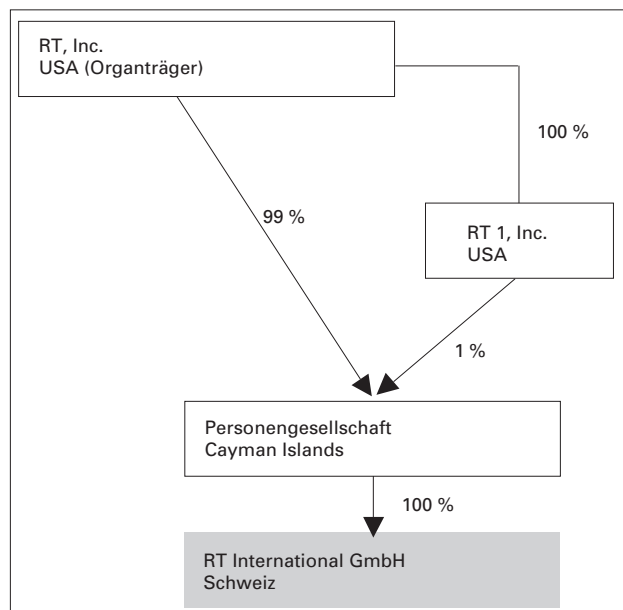 RT, Inc.
USA (Organträger)
100 %
99 %
RT 1, Inc.
USA
1 %
Personengesellschaft
Cayman Islands
100 %
RT International GmbH
Schweiz